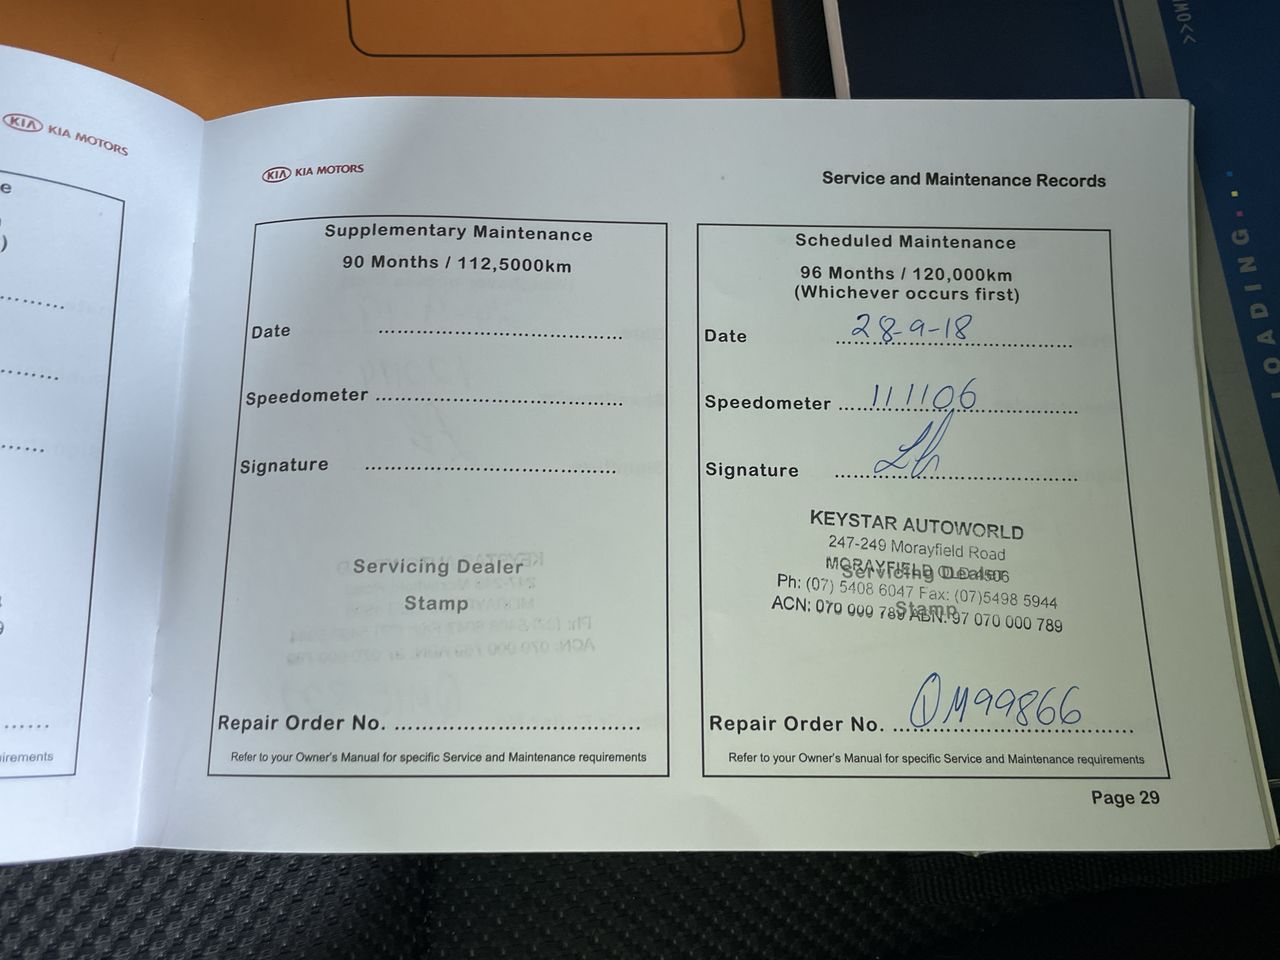 KIA KIA MOTORS
e
)
9
irements
KIA KIA MOTORS
Service and Maintenance Records
Supplementary Maintenance
90 Months / 112,5000km
Date ........................................
Speedometer ........................................
Signature ........................................
Servicing Dealer
Stamp
Repair Order No. ........................................
Refer to your Owner's Manual for specific Service and Maintenance requirements
Scheduled Maintenance
96 Months / 120,000km
(Whichever occurs first)
Date 28-9-18
Speedometer 111106
Signature
KEYSTAR AUTOWORLD
247-249 Morayfield Road
MORAYFIELD QLD 4506
Servicing Dealer
Ph: (07) 5408 6047 Fax: (07)5498 5944
Stamp
ACN: 070 000 789 ABN: 97 070 000 789
Repair Order No. M99866
Refer to your Owner's Manual for specific Service and Maintenance requirements
Page 29
LOADING...